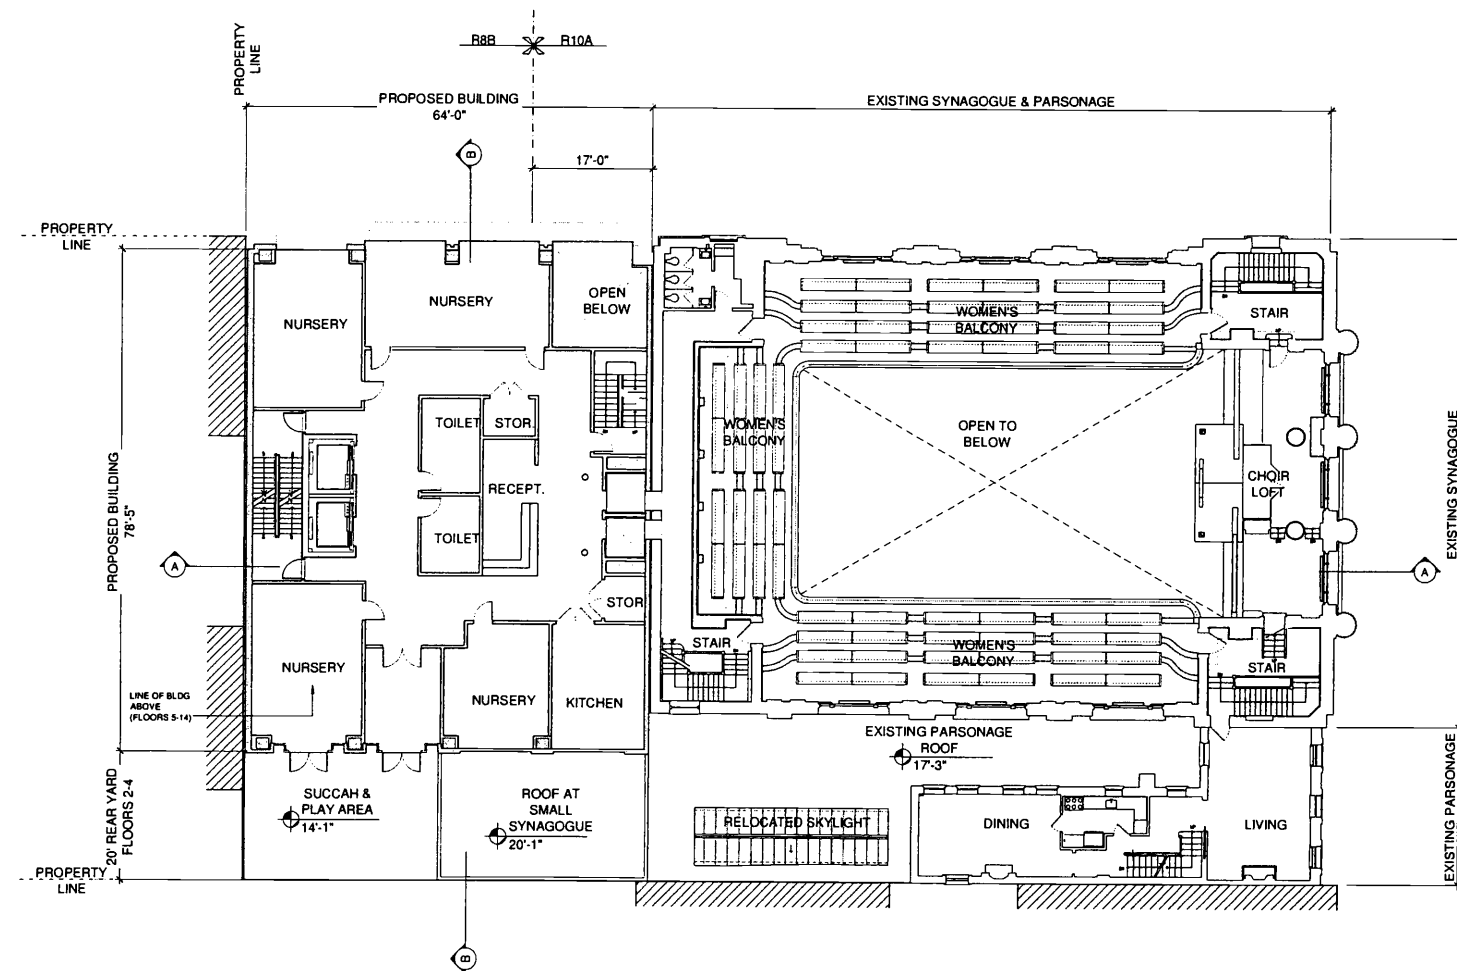 R8B R10A
PROPERTY
LINE
PROPOSED BUILDING
64'-0"
EXISTING SYNAGOGUE & PARSONAGE
B
17'-0"
PROPERTY
LINE
NURSERY
NURSERY
OPEN
BELOW
WOMEN'S
BALCONY
STAIR
TOILET
STOR
WOMEN'S
BALCONY
OPEN TO
BELOW
RECEPT.
CHOIR
LOFT
EXISTING SYNAGOGUE
PROPOSED BUILDING
78'-5"
TOILET
A
A
STOR
STAIR
WOMEN'S
BALCONY
STAIR
NURSERY
LINE OF BLDG
ABOVE
(FLOORS 5-14)
NURSERY
KITCHEN
EXISTING PARSONAGE
ROOF
17'-3"
20' REAR YARD
FLOORS 2-4
SUCCAH &
PLAY AREA
14'-1"
ROOF AT
SMALL
SYNAGOGUE
20'-1"
RELOCATED SKYLIGHT
DINING
LIVING
EXISTING PARSONAGE
PROPERTY
LINE
B